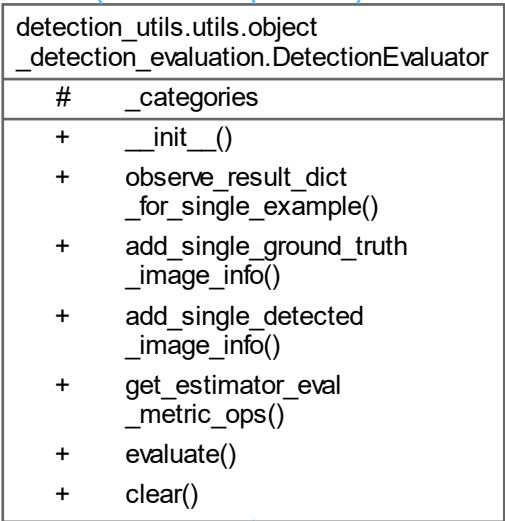 detection_utils.utils.object
_detection_evaluation.DetectionEvaluator
# _categories
+ __init__()
+ observe_result_dict
_for_single_example()
+ add_single_ground_truth
_image_info()
+ add_single_detected
_image_info()
+ get_estimator_eval
_metric_ops()
+ evaluate()
+ clear()